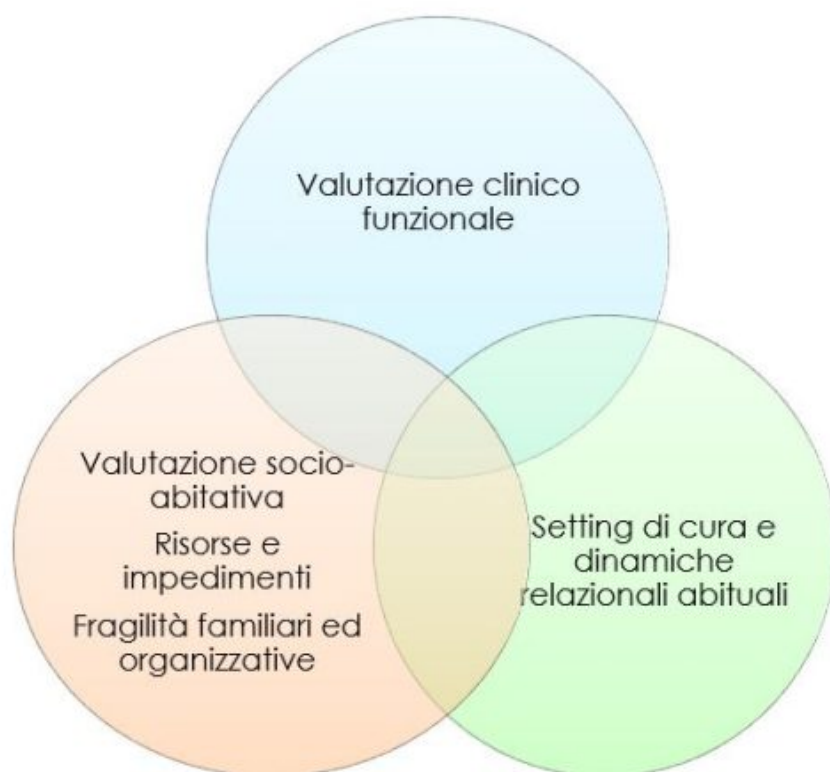 Valutazione clinico
funzionale
Valutazione socio-
abitativa
Risorse e
impedimenti
Fragilità familiari ed
organizzative
Setting di cura e
dinamiche
relazionali abituali